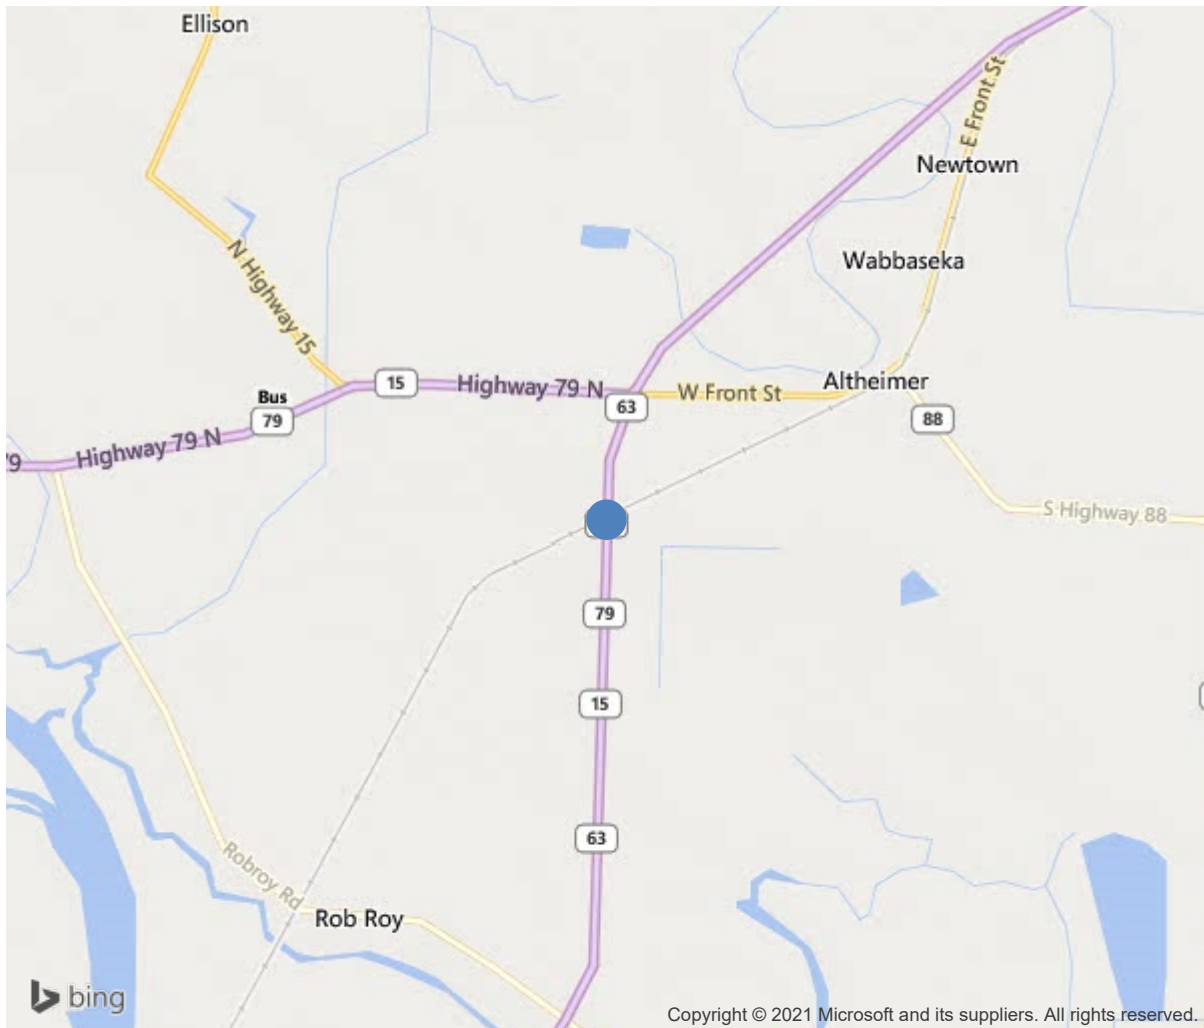 Ellison
E Front St
Newtown
N Highway 15
Wabbaseka
15
Highway 79 N
W Front St
Altheimer
Bus
79
63
88
79
Highway 79 N
S Highway 88
79
15
63
Robroy Rd
Rob Roy
bing
Copyright © 2021 Microsoft and its suppliers. All rights reserved.